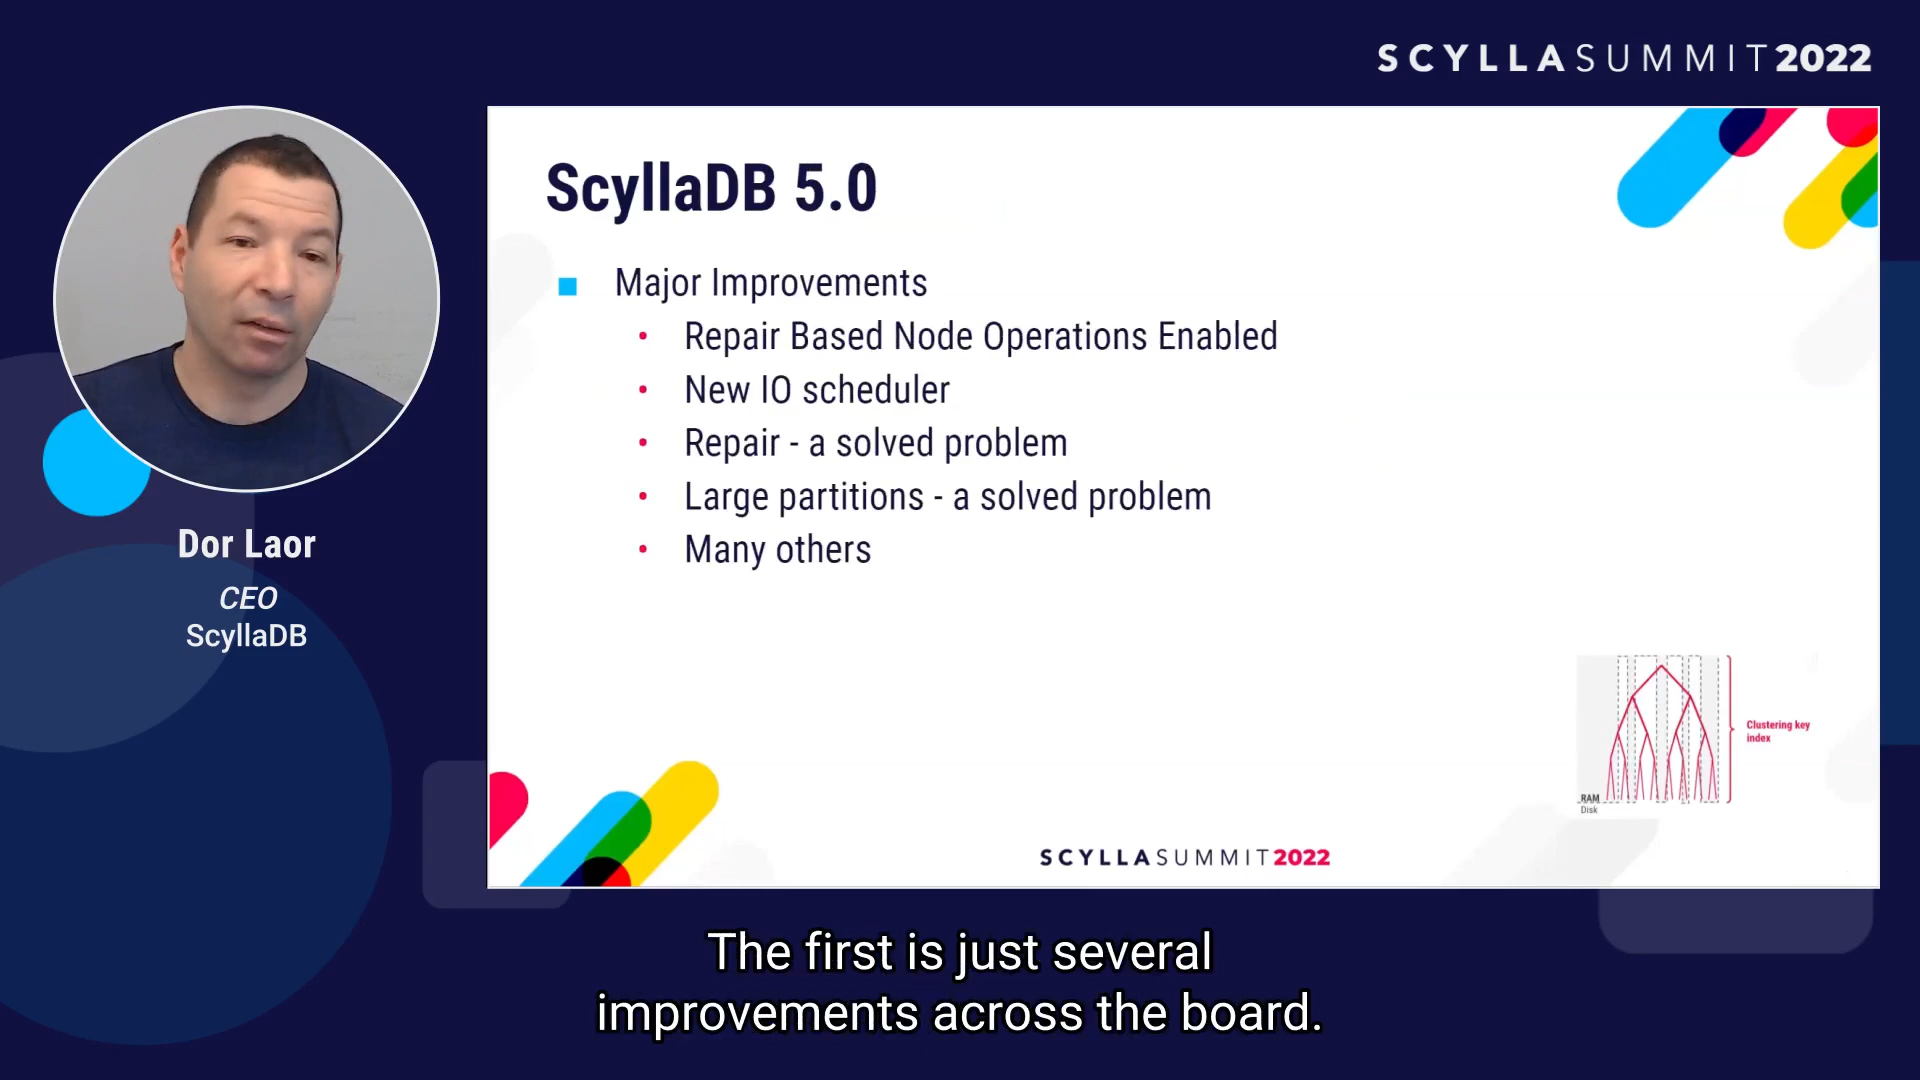 SCYLLASUMMIT2022
ScyllaDB 5.0
Major Improvements
Repair Based Node Operations Enabled
New IO scheduler
Repair - a solved problem
Large partitions - a solved problem
Many others
Clustering key
index
RAM
Disk
SCYLLASUMMIT2022
Dor Laor
CEO
ScyllaDB
The first is just several
improvements across the board.